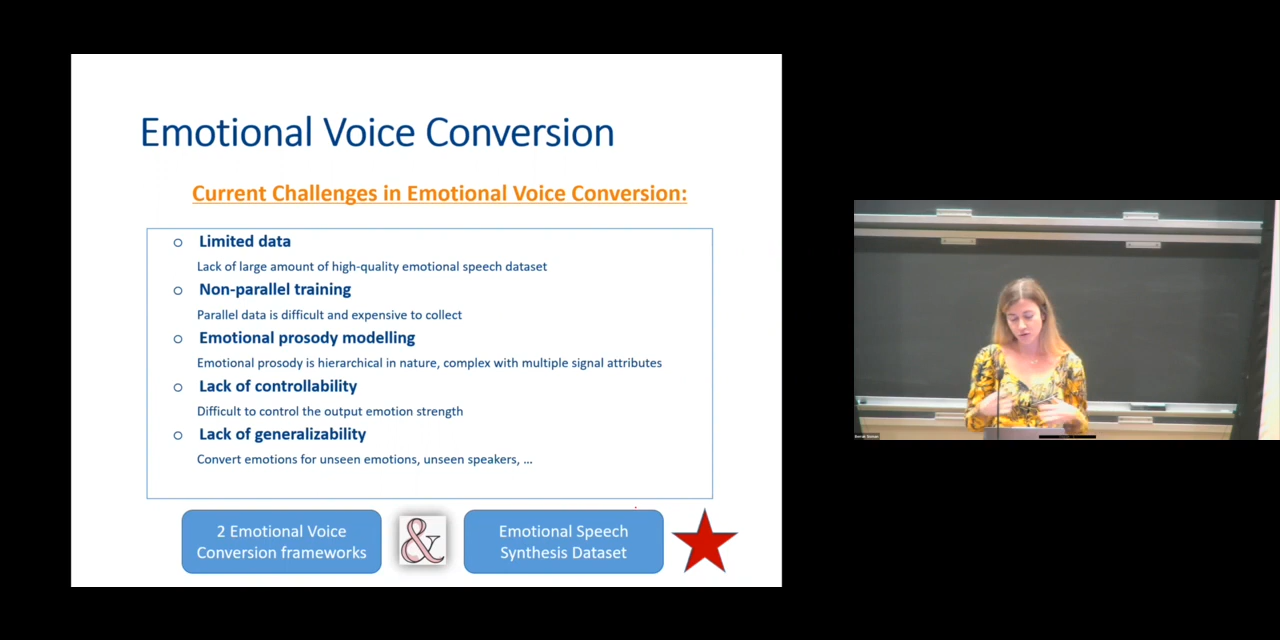 Emotional Voice Conversion
Current Challenges in Emotional Voice Conversion:
o Limited data
Lack of large amount of high-quality emotional speech dataset
o Non-parallel training
Parallel data is difficult and expensive to collect
o Emotional prosody modelling
Emotional prosody is hierarchical in nature, complex with multiple signal attributes
o Lack of controllability
Difficult to control the output emotion strength
o Lack of generalizability
Convert emotions for unseen emotions, unseen speakers, ...
2 Emotional Voice
Conversion frameworks
&
Emotional Speech
Synthesis Dataset